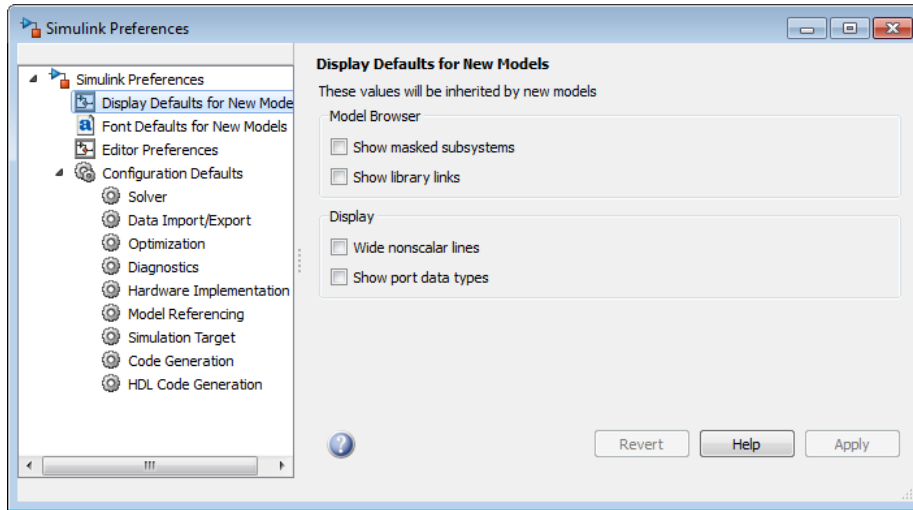 Simulink Preferences
Simulink Preferences
Display Defaults for New Mode
Font Defaults for New Models
Editor Preferences
Configuration Defaults
Solver
Data Import/Export
Optimization
Diagnostics
Hardware Implementation
Model Referencing
Simulation Target
Code Generation
HDL Code Generation
Display Defaults for New Models
These values will be inherited by new models
Model Browser
Show masked subsystems
Show library links
Display
Wide nonscalar lines
Show port data types
?
Revert Help Apply